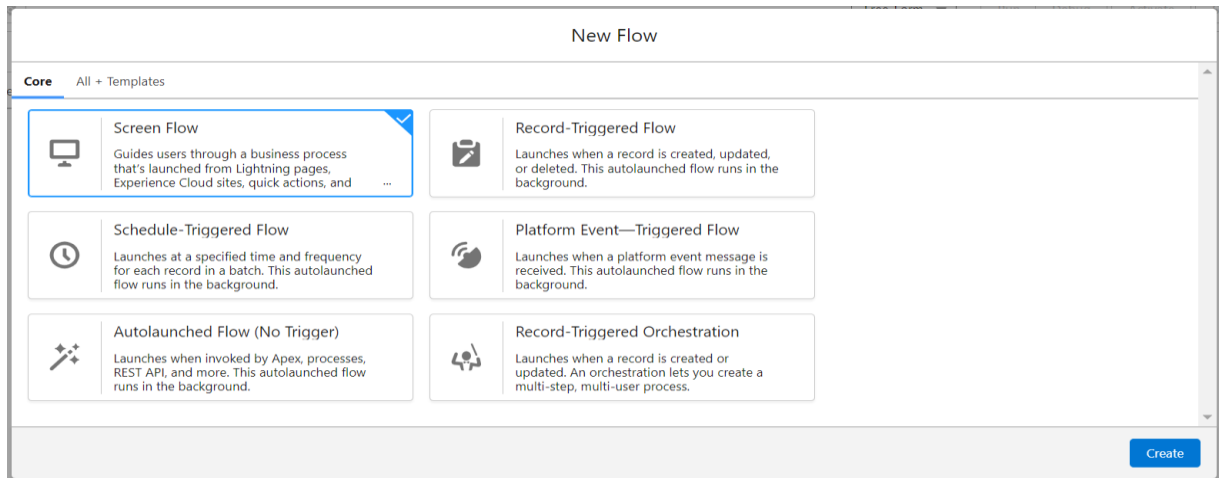 New Flow
Core All + Templates
Screen Flow
Guides users through a business process
that's launched from Lightning pages,
Experience Cloud sites, quick actions, and ...
Record-Triggered Flow
Launches when a record is created, updated,
or deleted. This autolaunched flow runs in the
background.
Schedule-Triggered Flow
Launches at a specified time and frequency
for each record in a batch. This autolaunched
flow runs in the background.
Platform Event—Triggered Flow
Launches when a platform event message is
received. This autolaunched flow runs in the
background.
Autolaunched Flow (No Trigger)
Launches when invoked by Apex, processes,
REST API, and more. This autolaunched flow
runs in the background.
Record-Triggered Orchestration
Launches when a record is created or
updated. An orchestration lets you create a
multi-step, multi-user process.
Create